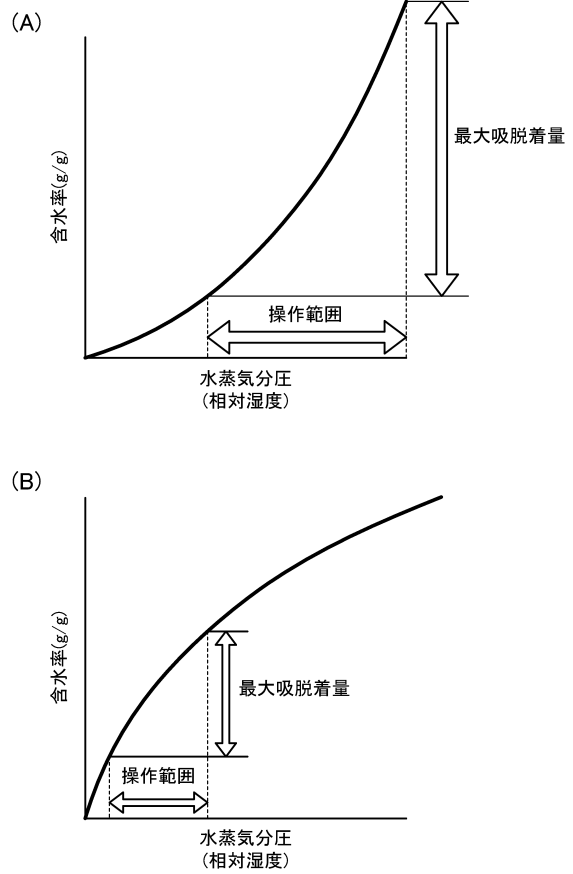 （A）
含水率(g/g)
最大吸脱着量
操作範囲
水蒸気分圧
（相対湿度）
（B）
含水率(g/g)
最大吸脱着量
操作範囲
水蒸気分圧
（相対湿度）